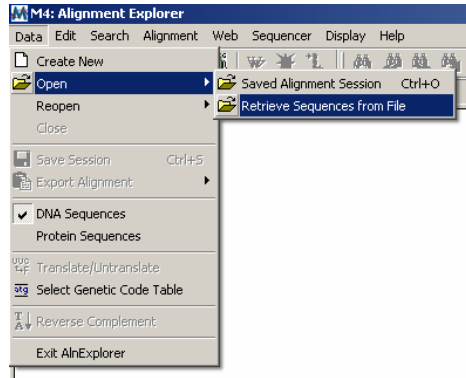 M4: Alignment Explorer
Data Edit Search Alignment Web Sequencer Display Help
Create New
Open
Saved Alignment Session Ctrl+O
Reopen
Retrieve Sequences from File
Close
Save Session Ctrl+S
Export Alignment
DNA Sequences
Protein Sequences
Translate/Untranslate
Select Genetic Code Table
Reverse Complement
Exit AlnExplorer